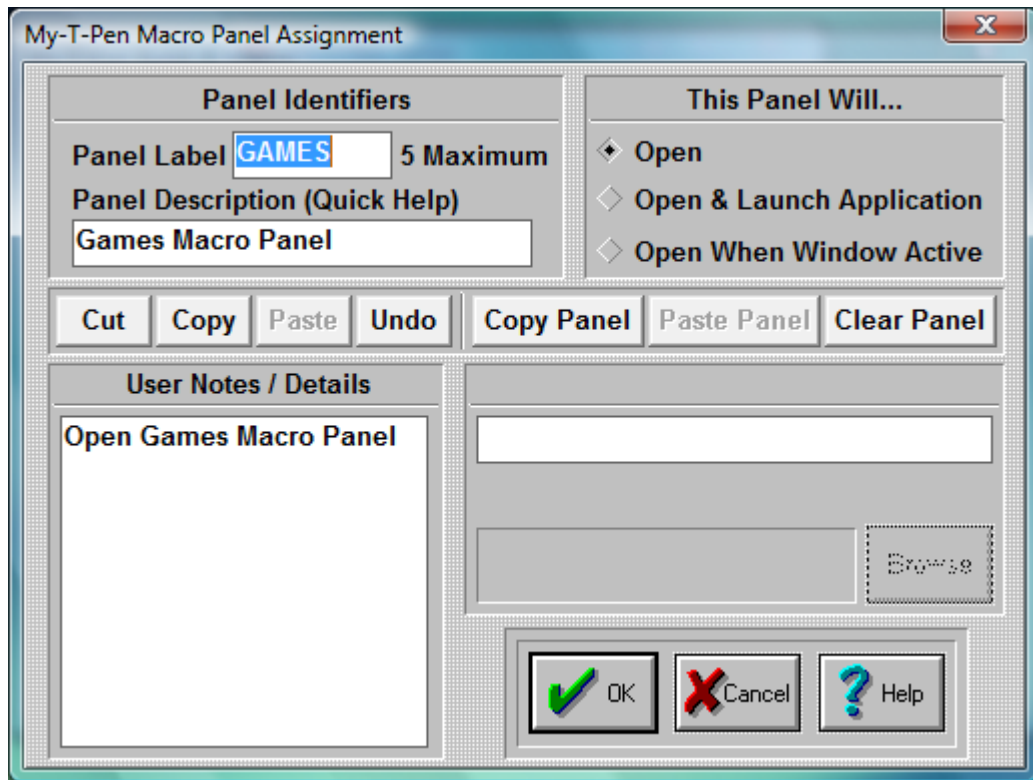 My-T-Pen Macro Panel Assignment
Panel Identifiers
Panel Label GAMES 5 Maximum
Panel Description (Quick Help)
Games Macro Panel
This Panel Will...
Open
Open & Launch Application
Open When Window Active
Cut Copy Paste Undo Copy Panel Paste Panel Clear Panel
User Notes / Details
Open Games Macro Panel
Browse
OK Cancel Help